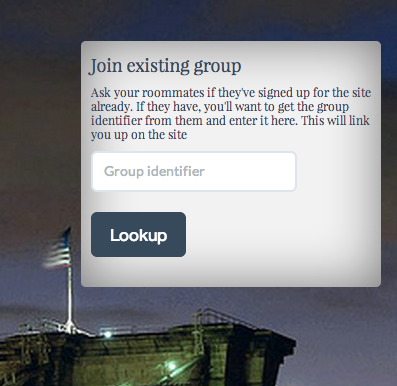 Join existing group
Ask your roommates if they've signed up for the site
already. If they have, you'll want to get the group
identifier from them and enter it here. This will link
you up on the site
Group identifier
Lookup